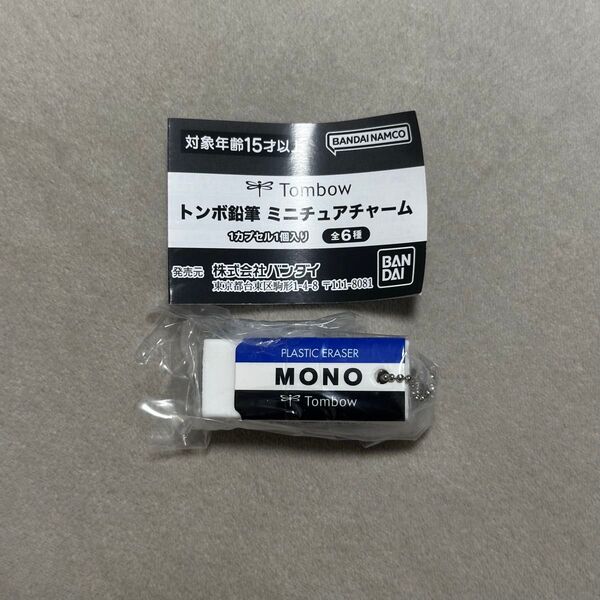 対象年齢15才以
BANDAI NAMCO
Tombow
トンボ鉛筆 ミニチュアチャーム
1カプセル1個入り 全6種
発売元 株式会社バンダイ
東京都台東区駒形1-4-8 〒111-8081
BAN
DAI
PLASTIC ERASER
MONO
Tombow